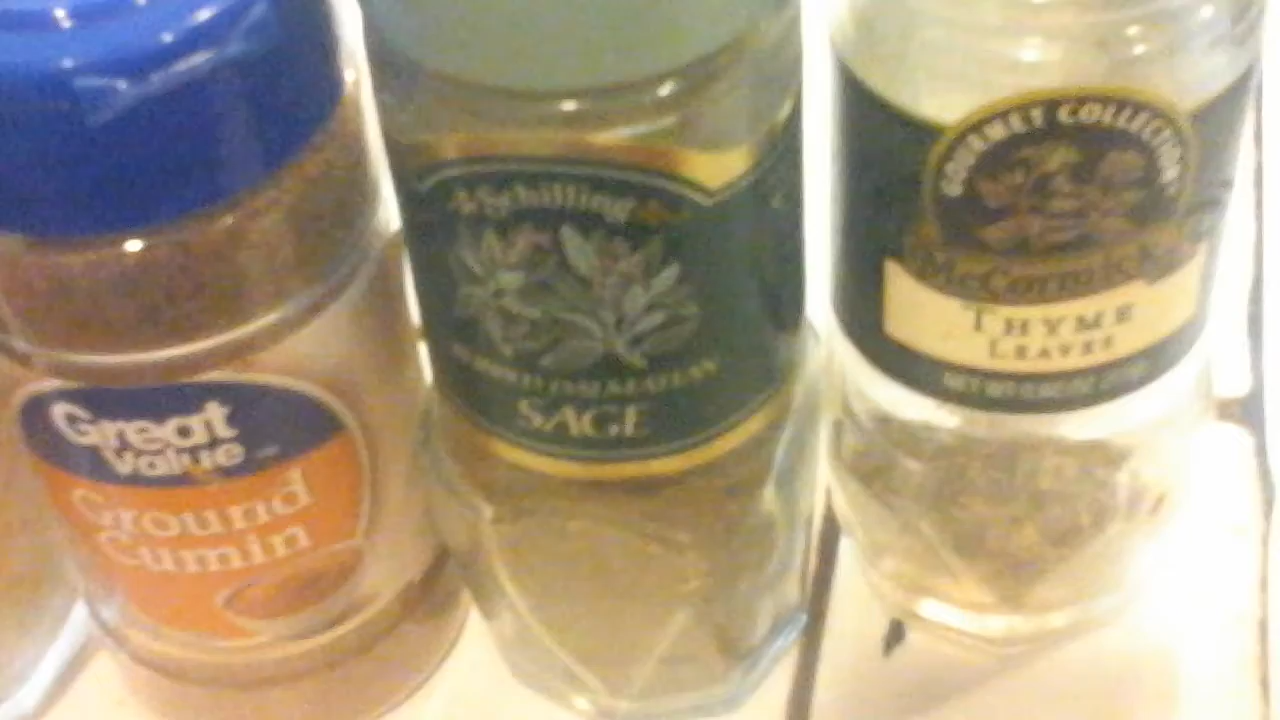 Great
Value
Ground
Cumin
Schilling
SAGE
GOURMET COLLECTION
McCormick
THYME
LEAVES